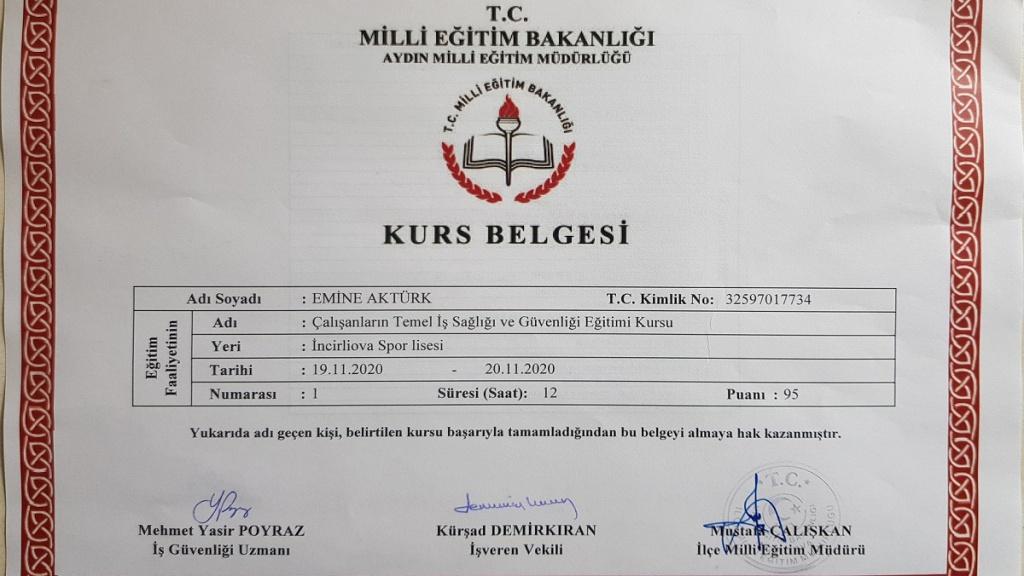 T.C.
MİLLİ EĞİTİM BAKANLIĞI
AYDIN MİLLİ EĞİTİM MÜDÜRLÜĞÜ
T.C. MİLLİ EĞİTİM BAKANLIĞI
KURS BELGESİ
Adı Soyadı : EMİNE AKTÜRK T.C. Kimlik No: 32597017734
Eğitim Faaliyetinin
Adı : Çalışanların Temel İş Sağlığı ve Güvenliği Eğitimi Kursu
Yeri : İncirliova Spor lisesi
Tarihi : 19.11.2020 - 20.11.2020
Numarası : 1 Süresi (Saat): 12 Puanı : 95
Yukarıda adı geçen kişi, belirtilen kursu başarıyla tamamladığından bu belgeyi almaya hak kazanmıştır.
T.C.
Mehmet Yasir POYRAZ Kürşad DEMİRKIRAN Mustafa ÇALIŞKAN
İş Güvenliği Uzmanı İşveren Vekili İlçe Milli Eğitim Müdürü